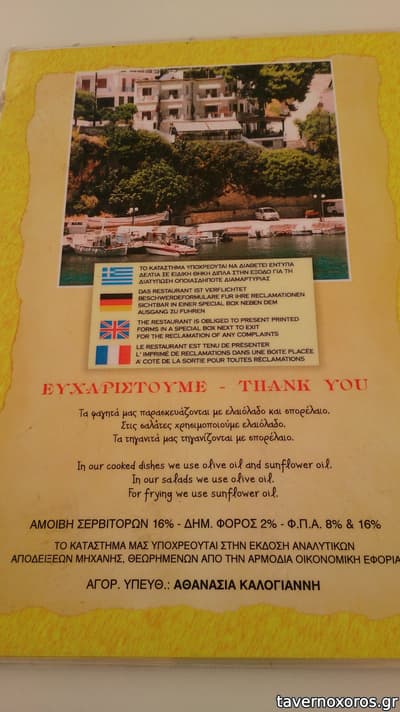 ΤΟ ΚΑΤΑΣΤΗΜΑ ΥΠΟΧΡΕΟΥΤΑΙ ΝΑ ΔΙΑΘΕΤΕΙ ΕΝΤΥΠΑ
ΔΕΛΤΙΑ ΣΕ ΕΙΔΙΚΗ ΘΗΚΗ ΔΙΠΛΑ ΣΤΗΝ ΕΞΟΔΟ ΓΙΑ ΤΗ
ΔΙΑΤΥΠΩΣΗ ΟΠΟΙΑΣΔΗΠΟΤΕ ΔΙΑΜΑΡΤΥΡΙΑΣ
DAS RESTAURANT IST VERFLICHTET
BESCHWERDEFORMULARE FUR IHRE RECLAMATIONEN
SICHTBAR IN EINER SPECIAL BOX NEBEN DEM
AUSGANG ZU FUHREN
THE RESTAURANT IS OBLIGED TO PRESENT PRINTED
FORMS IN A SPECIAL BOX NEXT TO EXIT
FOR THE RECLAMATION OF ANY COMPLAINTS
LE RESTAURANT EST TENU DE PRÉSENTER
L' IMPRIMÉ DE RECLAMATIONS DANS UNE BOITE PLACÉE
A' COTE DE LA SORTIE POUR TOUTES RÉCLAMATIONS
ΕΥΧΑΡΙΣΤΟΥΜΕ - THANK YOU
Τα φαγητά μας παρασκευάζονται με ελαιόλαδο και σπορέλαιο.
Στις σαλάτες χρησιμοποιούμε ελαιόλαδο.
Τα τηγανιτά μας τηγανίζονται με σπορέλαιο.
In our cooked dishes we use olive oil and sunflower oil.
In our salads we use olive oil.
For frying we use sunflower oil.
ΑΜΟΙΒΗ ΣΕΡΒΙΤΟΡΩΝ 16% - ΔΗΜ. ΦΟΡΟΣ 2% - Φ.Π.Α. 8% & 16%
ΤΟ ΚΑΤΑΣΤΗΜΑ ΜΑΣ ΥΠΟΧΡΕΟΥΤΑΙ ΣΤΗΝ ΕΚΔΟΣΗ ΑΝΑΛΥΤΙΚΩΝ
ΑΠΟΔΕΙΞΕΩΝ ΜΗΧΑΝΗΣ, ΘΕΩΡΗΜΕΝΩΝ ΑΠΟ ΤΗΝ ΑΡΜΟΔΙΑ ΟΙΚΟΝΟΜΙΚΗ ΕΦΟΡΙΑ
ΑΓΟΡ. ΥΠΕΥΘ.: ΑΘΑΝΑΣΙΑ ΚΑΛΟΓΙΑΝΝΗ
tavernoxoros.gr